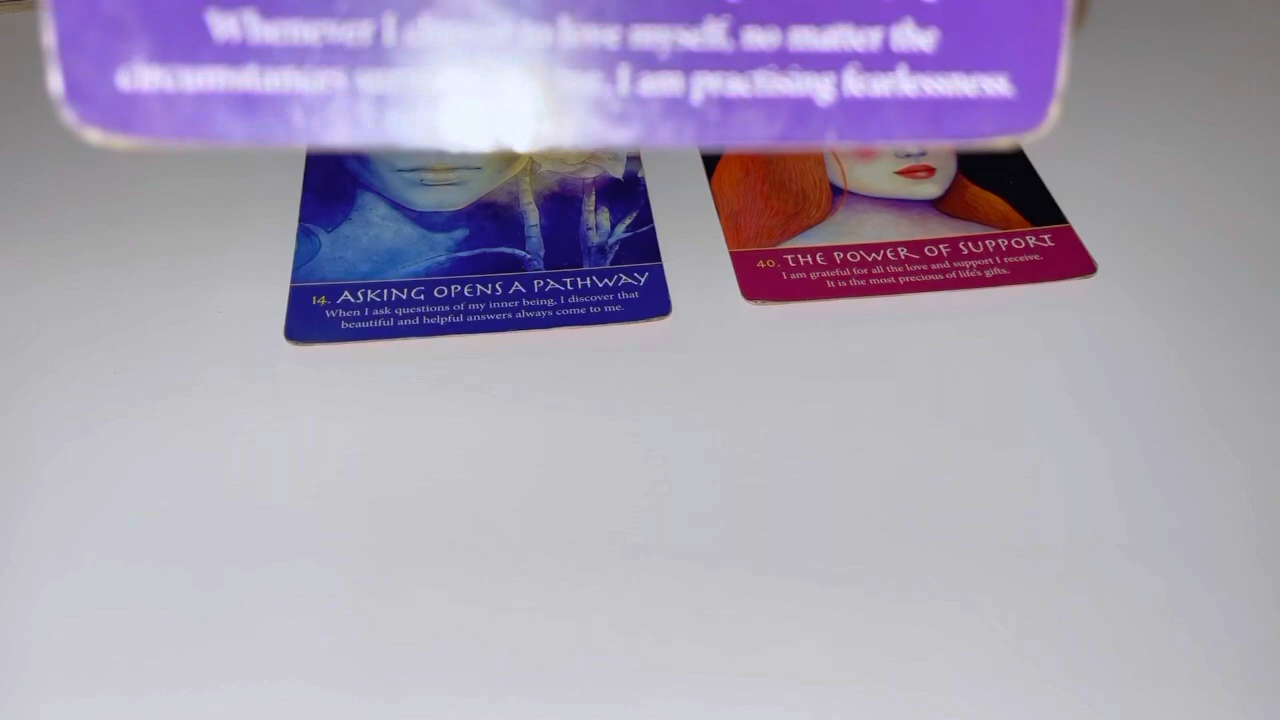 Whenever I love myself, no matter the
circumstances I am practising fearlessness.
14. ASKING OPENS A PATHWAY
When I ask questions of my inner being, I discover that
beautiful and helpful answers always come to me.
40. THE POWER OF SUPPORT
I am grateful for all the love and support I receive.
It is the most precious of life's gifts.